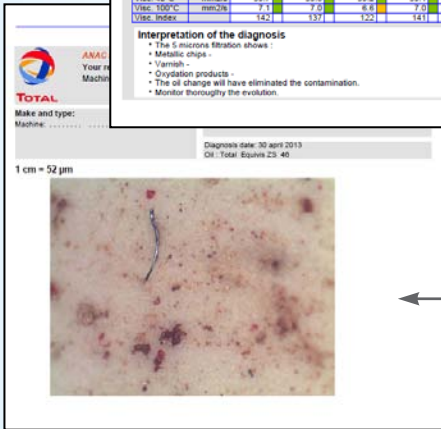 Visc. 100°C mm2/s 7.1 7.0 6.6 7.0
Visc. Index 142 137 122 141
Interpretation of the diagnosis
* The 5 microns filtration shows :
* Metallic chips -
* Varnish -
* Oxydation products -
* The oil change will have eliminated the contamination.
* Monitor thoroughy the evolution.
ANAC
Your re
Machin
TOTAL
Make and type:
Machine: ........ .....
Diagnosis date: 30 april 2013
Oil : Total Equivis ZS 46
1 cm = 52 µm